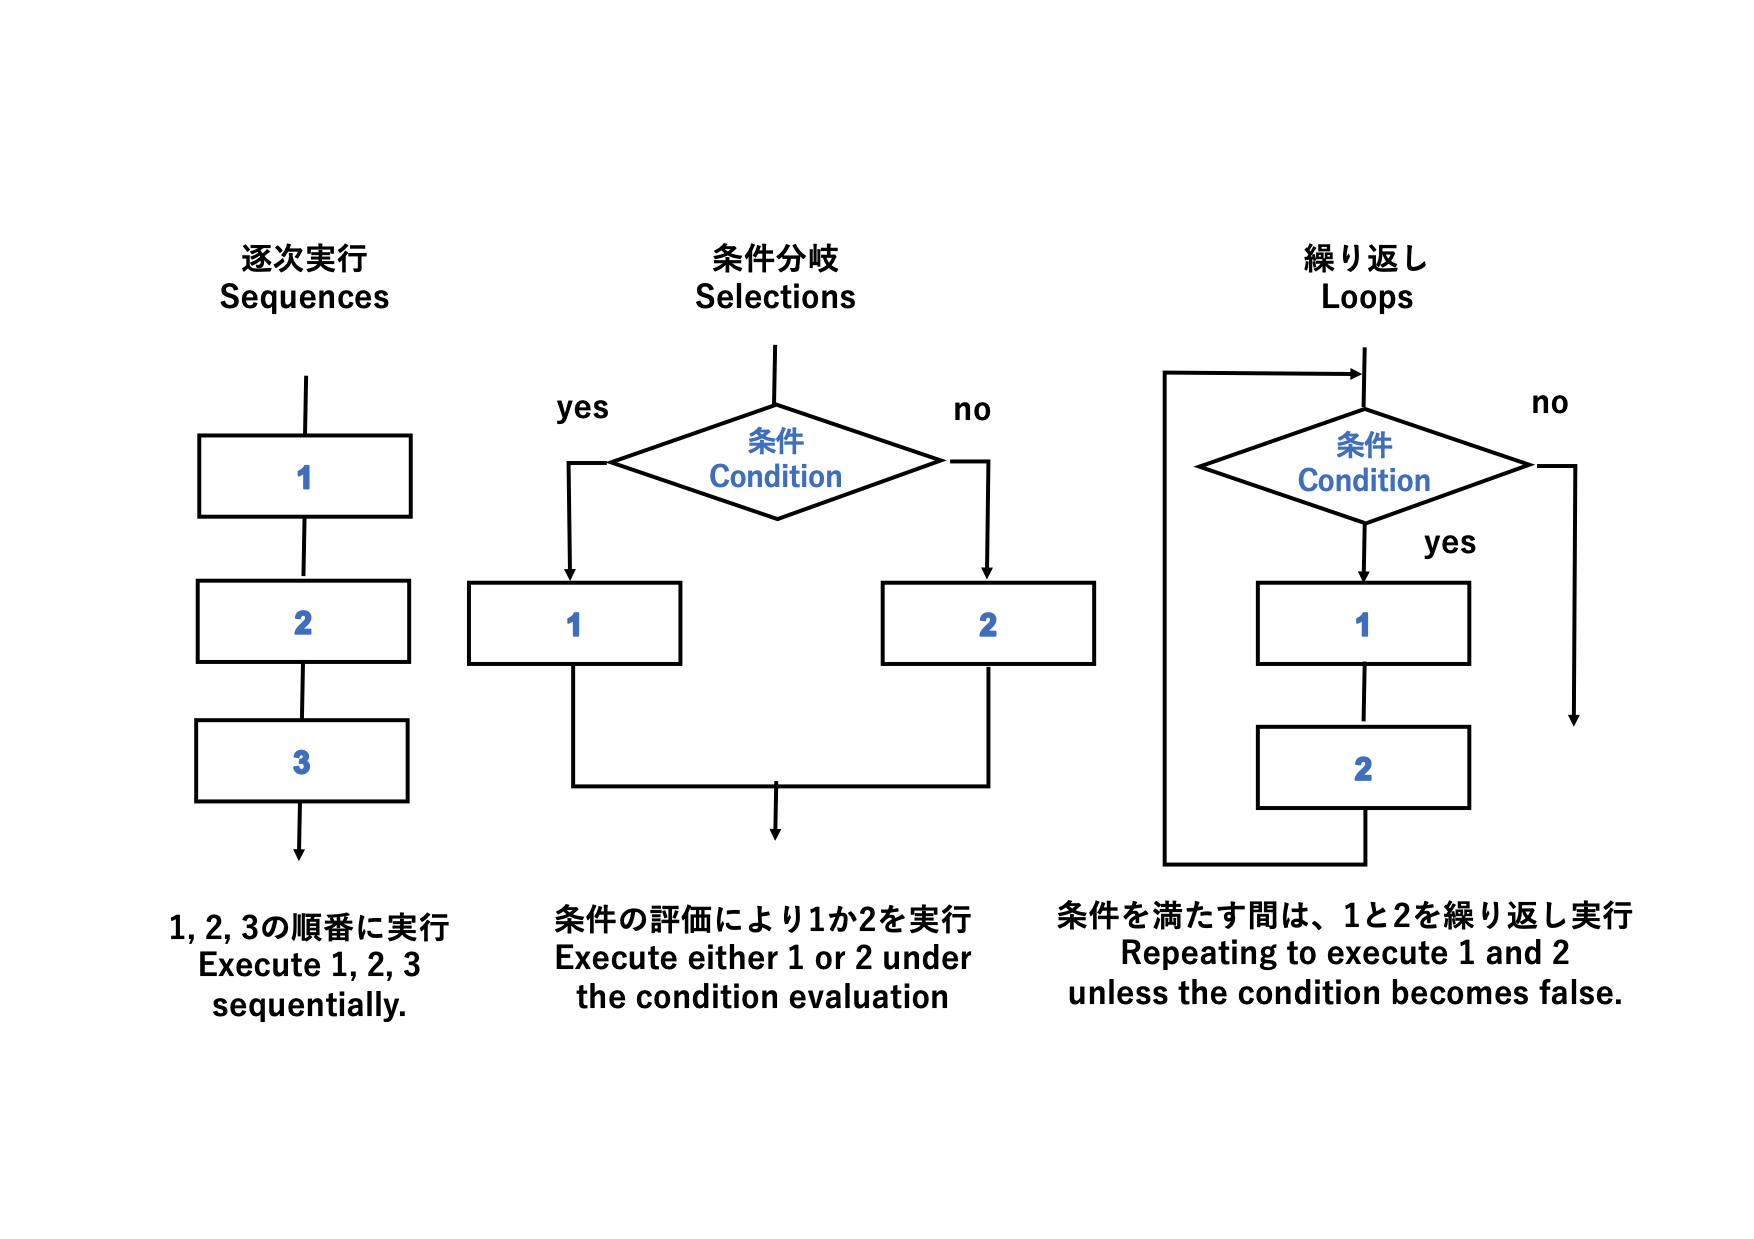 逐次実行
Sequences
1
2
3
1, 2, 3の順番に実行
Execute 1, 2, 3
sequentially.
条件分岐
Selections
yes
no
条件
Condition
1
2
条件の評価により1か2を実行
Execute either 1 or 2 under
the condition evaluation
繰り返し
Loops
no
条件
Condition
yes
1
2
条件を満たす間は、1と2を繰り返し実行
Repeating to execute 1 and 2
unless the condition becomes false.